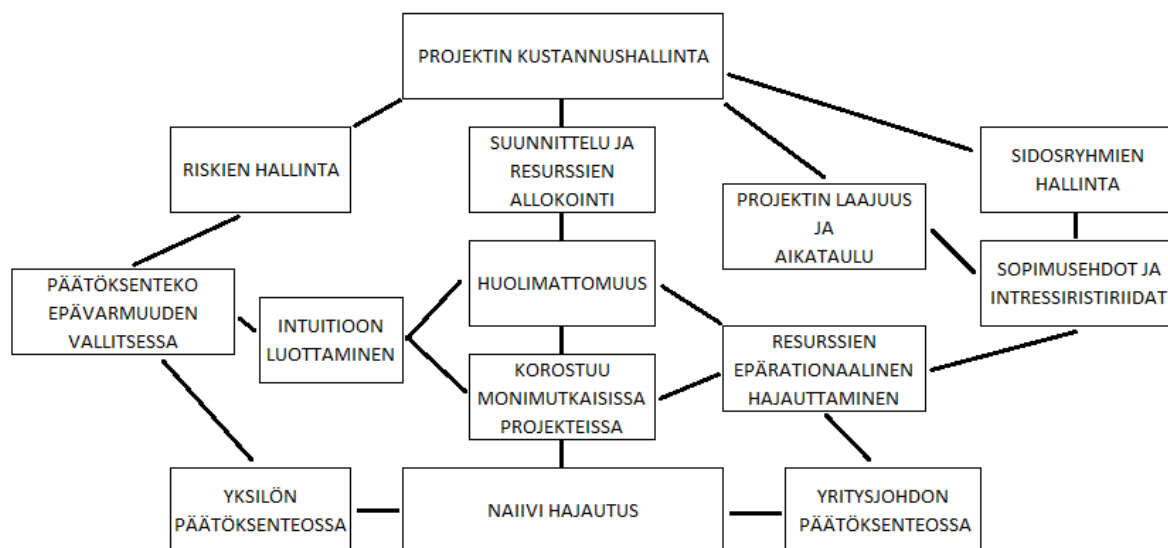 PROJEKTIN KUSTANNUSHALLINTA
RISKIEN HALLINTA
SUUNNITTELU JA
RESURSSIEN
ALLOKOINTI
PROJEKTIN LAAJUUS
JA
AIKATAULU
SIDOSRYHMIEN
HALLINTA
PÄÄTÖKSENTEKO
EPÄVARMUUDEN
VALLITSESSA
INTUITIOON
LUOTTAMINEN
HUOLIMATTOMUUS
SOPIMUSEHDOT JA
INTRESSIRISTIRIIDAT
KOROSTUU
MONIMUTKAISISSA
PROJEKTEISSA
RESURSSIEN
EPÄRATIONAALINEN
HAJAUTTAMINEN
YKSILÖN
PÄÄTÖKSENTEOSSA
NAIIVI HAJAUTUS
YRITYSJOHDON
PÄÄTÖKSENTEOSSA